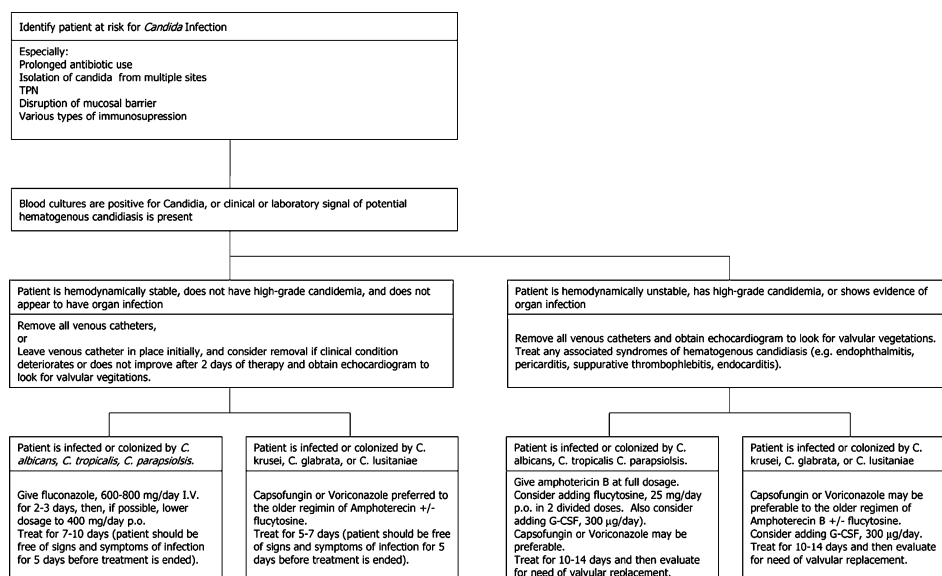 Identify patient at risk for Candida Infection
Especially:
Prolonged antibiotic use
Isolation of candida from multiple sites
TPN
Disruption of mucosal barrier
Various types of immunosupression
Blood cultures are positive for Candidia, or clinical or laboratory signal of potential
hematogenous candidiasis is present
Patient is hemodynamically stable, does not have high-grade candidemia, and does not
appear to have organ infection
Remove all venous catheters,
or
Leave venous catheter in place initially, and consider removal if clinical condition
deteriorates or does not improve after 2 days of therapy and obtain echocardiogram to
look for valvular vegitations.
Patient is hemodynamically unstable, has high-grade candidemia, or shows evidence of
organ infection
Remove all venous catheters and obtain echocardiogram to look for valvular vegetations.
Treat any associated syndromes of hematogenous candidiasis (e.g. endophthalmitis,
pericarditis, suppurative thrombophlebitis, endocarditis).
Patient is infected or colonized by C.
albicans, C. tropicalis, C. parapsiolsis.
Give fluconazole, 600-800 mg/day I.V.
for 2-3 days, then, if possible, lower
dosage to 400 mg/day p.o.
Treat for 7-10 days (patient should be
free of signs and symptoms of infection
for 5 days before treatment is ended).
Patient is infected or colonized by C.
krusei, C. glabrata, or C. lusitaniae
Capsofungin or Voriconazole preferred to
the older regimin of Amphoterecin +/-
flucytosine.
Treat for 5-7 days (patient should be free
of signs and symptoms of infection for 5
days before treatment is ended).
Patient is infected or colonized by C.
albicans, C. tropicalis C. parapsiolsis.
Give amphotericin B at full dosage.
Consider adding flucytosine, 25 mg/day
p.o. in 2 divided doses. Also consider
adding G-CSF, 300 µg/day).
Capsofungin or Voriconazole may be
preferable.
Treat for 10-14 days and then evaluate
for need of valvular replacement.
Patient is infected or colonized by C.
krusei, C. glabrata, or C. lusitaniae
Capsofungin or Voriconazole may be
preferable to the older regimen of
Amphoterecin B +/- flucytosine.
Consider adding G-CSF, 300 µg/day.
Treat for 10-14 days and then evaluate
for need of valvular replacement.